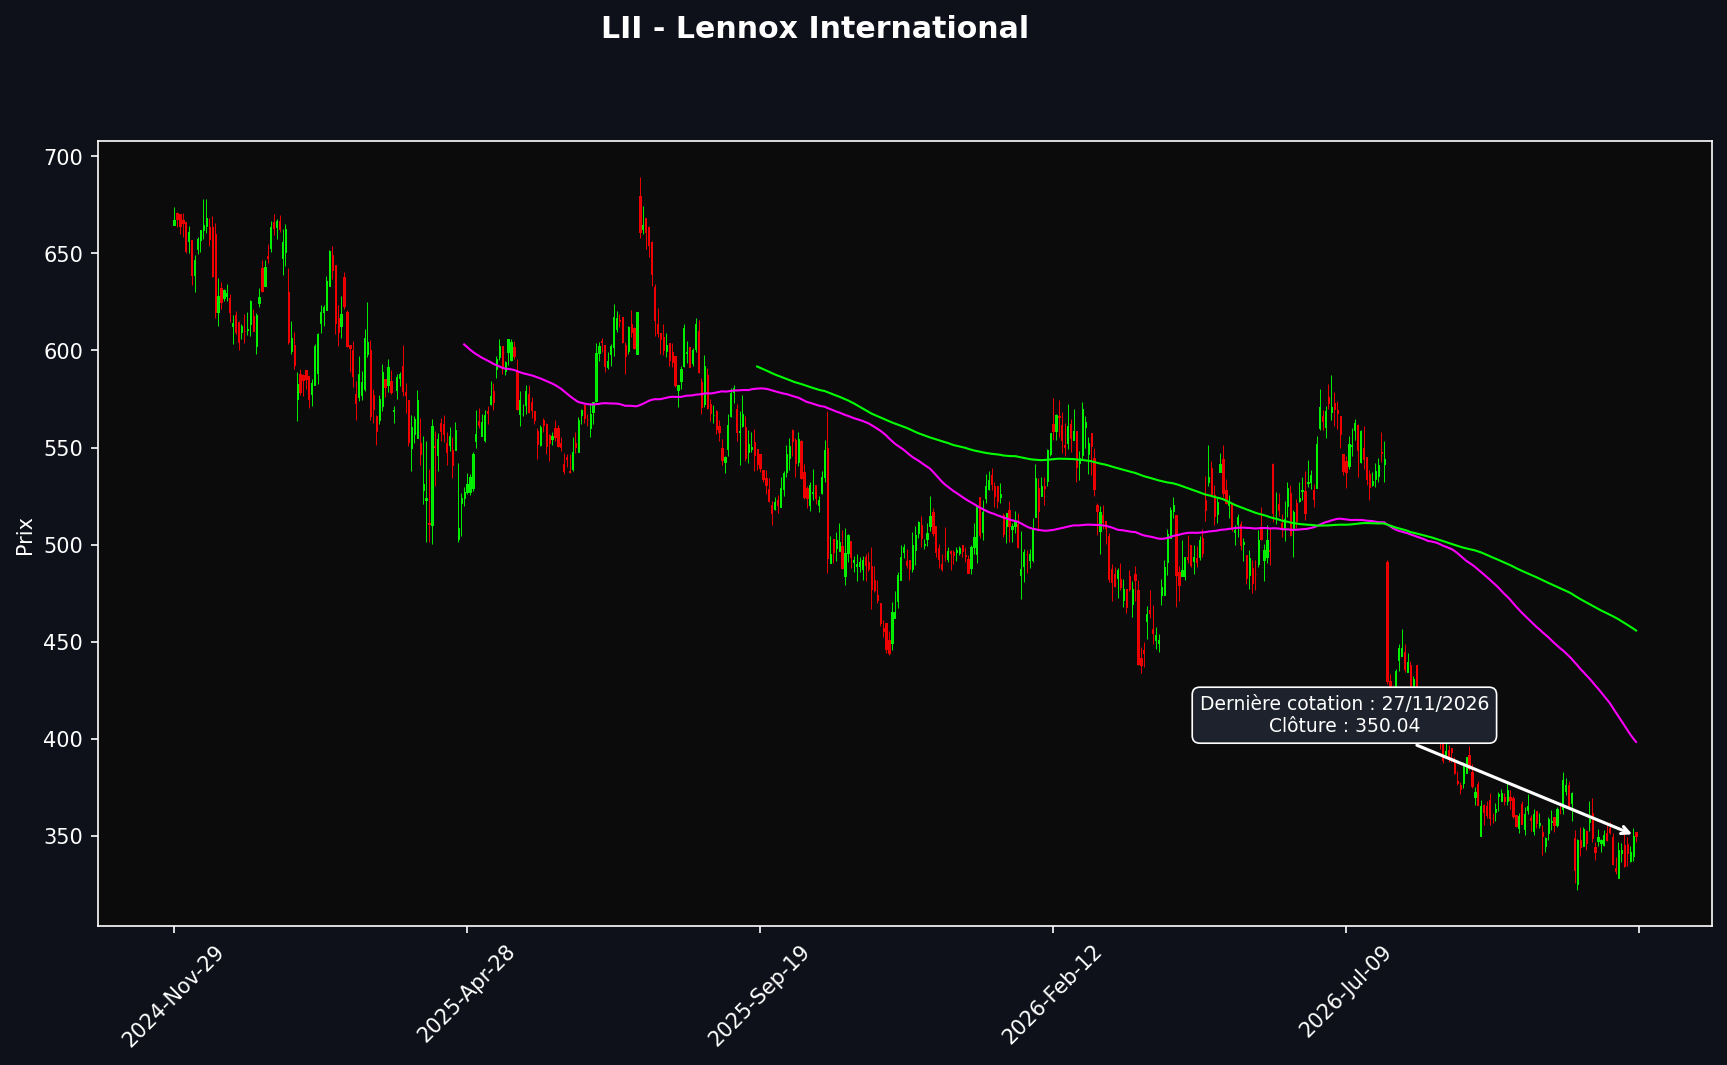 LII - Lennox International
Prix
700
650
600
550
500
450
400
350
Dernière cotation : 27/11/2026
Clôture : 350.04
2024-Nov-29
2025-Apr-28
2025-Sep-19
2026-Feb-12
2026-Jul-09